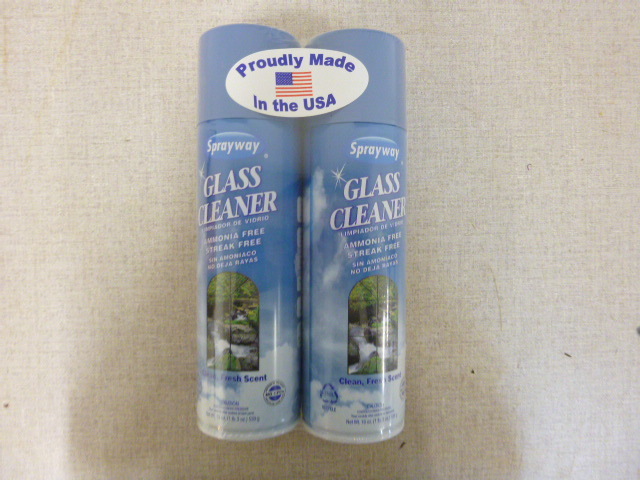 Proudly Made
In the USA
Sprayway
GLASS
CLEANER
LIMPIADOR DE VIDRIO
AMMONIA FREE
STREAK FREE
SIN AMONIACO
NO DEJA RAYAS
Fresh Scent
Sprayway
GLASS
CLEANER
LIMPIADOR DE VIDRIO
AMMONIA FREE
STREAK FREE
SIN AMONIACO
NO DEJA RAYAS
Clean, Fresh Scent